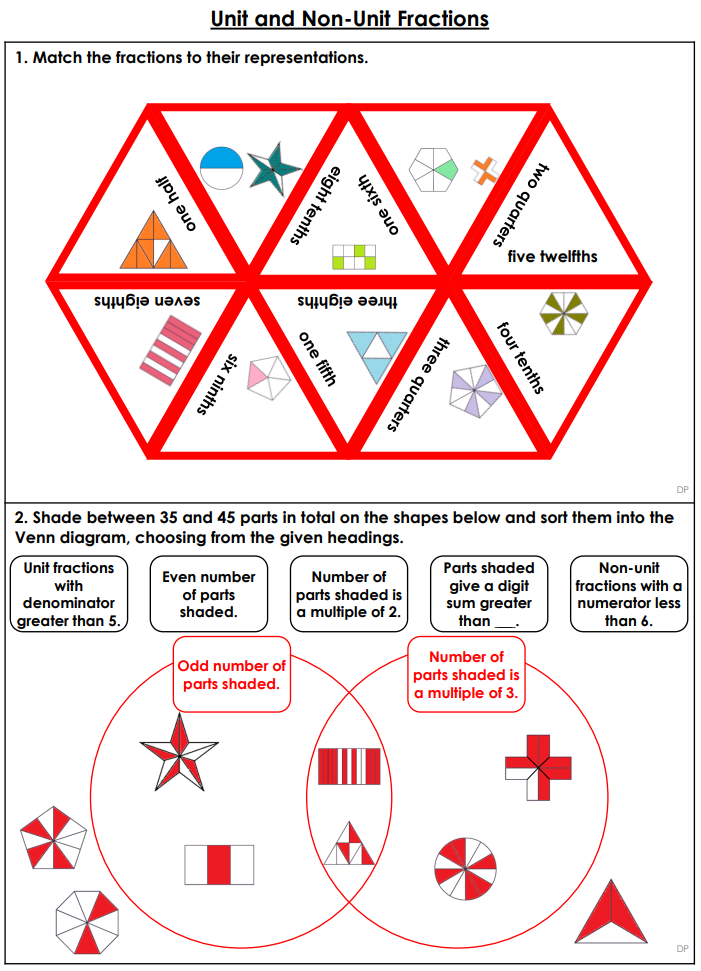 Unit and Non-Unit Fractions
1. Match the fractions to their representations.
one half
eight tenths
one sixth
two quarters
five twelfths
seven eighths
six ninths
three eighths
one fifth
three quarters
four tenths
DP
2. Shade between 35 and 45 parts in total on the shapes below and sort them into the
Venn diagram, choosing from the given headings.
Unit fractions
with
denominator
greater than 5.
Even number
of parts
shaded.
Number of
parts shaded is
a multiple of 2.
Parts shaded
give a digit
sum greater
than ___.
Non-unit
fractions with a
numerator less
than 6.
Odd number of
parts shaded.
Number of
parts shaded is
a multiple of 3.
DP